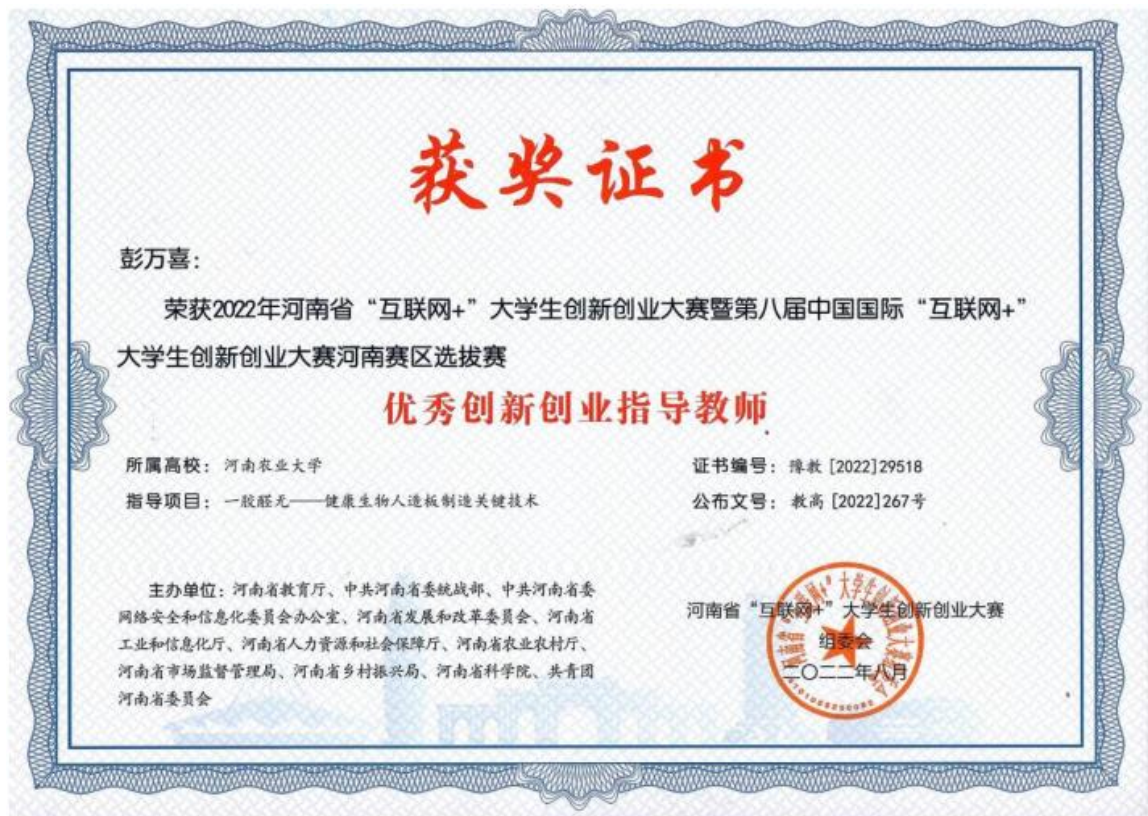 获奖证书
彭万喜：
荣获2022年河南省“互联网+”大学生创新创业大赛暨第八届中国国际“互联网+”
大学生创新创业大赛河南赛区选拔赛
优秀创新创业指导教师
所属高校：河南农业大学
指导项目：一胶醛无——健康生物人造板制造关键技术
证书编号：豫教 [2022]29518
公布文号：教高 [2022]267号
主办单位：河南省教育厅、中共河南省委统战部、中共河南省委
网络安全和信息化委员会办公室、河南省发展和改革委员会、河南省
工业和信息化厅、河南省人力资源和社会保障厅、河南省农业农村厅、
河南省市场监督管理局、河南省乡村振兴局、河南省科学院、共青团
河南省委员会
河南省“互联网+”大学生创新创业大赛
组委会
二〇二二年八月